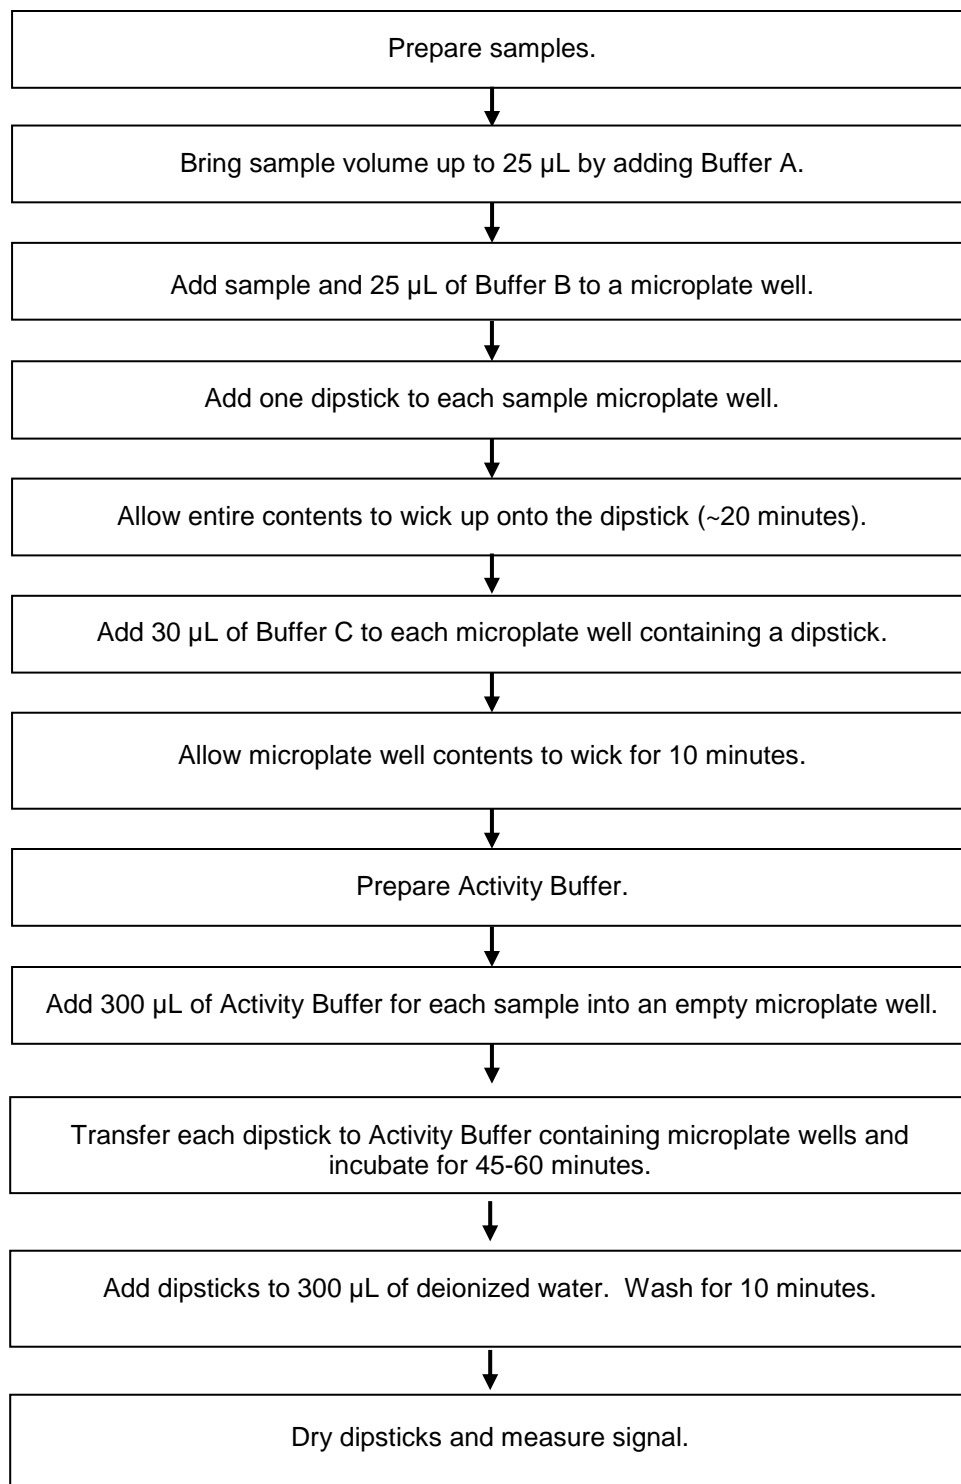 Prepare samples.
Bring sample volume up to 25 µL by adding Buffer A.
Add sample and 25 µL of Buffer B to a microplate well.
Add one dipstick to each sample microplate well.
Allow entire contents to wick up onto the dipstick (~20 minutes).
Add 30 µL of Buffer C to each microplate well containing a dipstick.
Allow microplate well contents to wick for 10 minutes.
Prepare Activity Buffer.
Add 300 µL of Activity Buffer for each sample into an empty microplate well.
Transfer each dipstick to Activity Buffer containing microplate wells and
incubate for 45-60 minutes.
Add dipsticks to 300 µL of deionized water.  Wash for 10 minutes.
Dry dipsticks and measure signal.